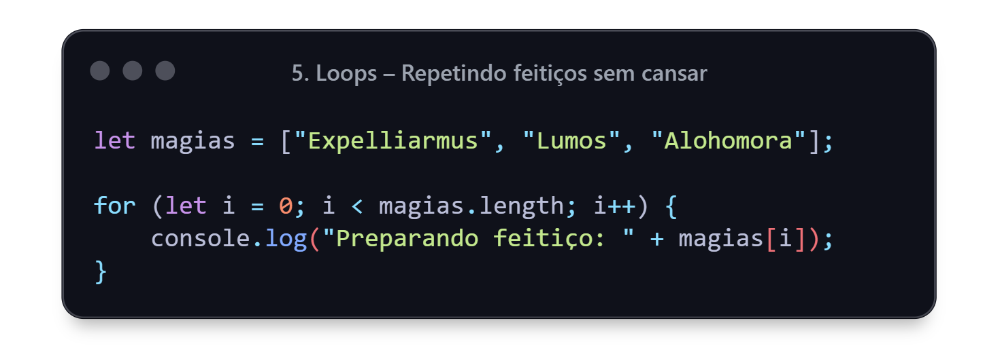 5. Loops – Repetindo feitiços sem cansar
let magias = ["Expelliarmus", "Lumos", "Alohomora"];
for (let i = 0; i < magias.length; i++) {
    console.log("Preparando feitiço: " + magias[i]);
}